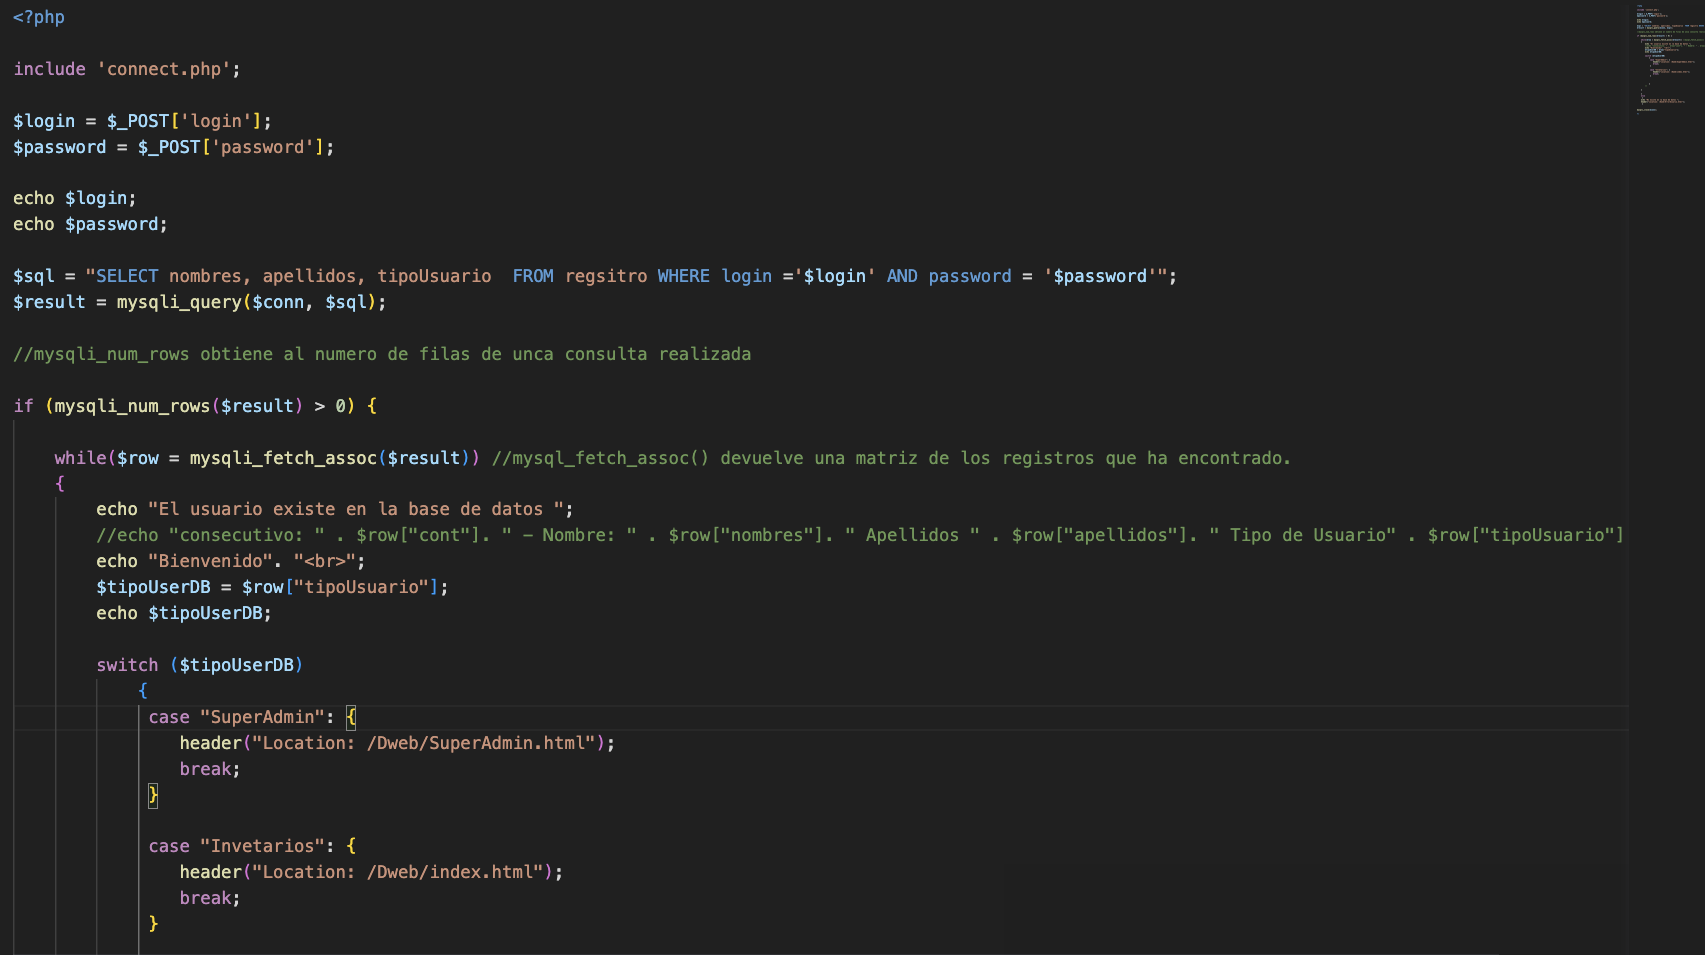 <?php
include 'connect.php';
$login = $_POST['login'];
$password = $_POST['password'];
echo $login;
echo $password;
$sql = "SELECT nombres, apellidos, tipoUsuario  FROM regsitro WHERE login ='$login' AND password = '$password'";
$result = mysqli_query($conn, $sql);
//mysqli_num_rows obtiene al numero de filas de unca consulta realizada
if (mysqli_num_rows($result) > 0) {
    while($row = mysqli_fetch_assoc($result)) //mysql_fetch_assoc() devuelve una matriz de los registros que ha encontrado.
    {
        echo "El usuario existe en la base de datos ";
        //echo "consecutivo: " . $row["cont"]. " – Nombre: " . $row["nombres"]. " Apellidos " . $row["apellidos"]. " Tipo de Usuario" . $row["tipoUsuario"]
        echo "Bienvenido". "<br>";
        $tipoUserDB = $row["tipoUsuario"];
        echo $tipoUserDB;
        switch ($tipoUserDB)
            {
             case "SuperAdmin": {
                header("Location: /Dweb/SuperAdmin.html");
                break;
             }
             case "Invetarios": {
                header("Location: /Dweb/index.html");
                break;
             }